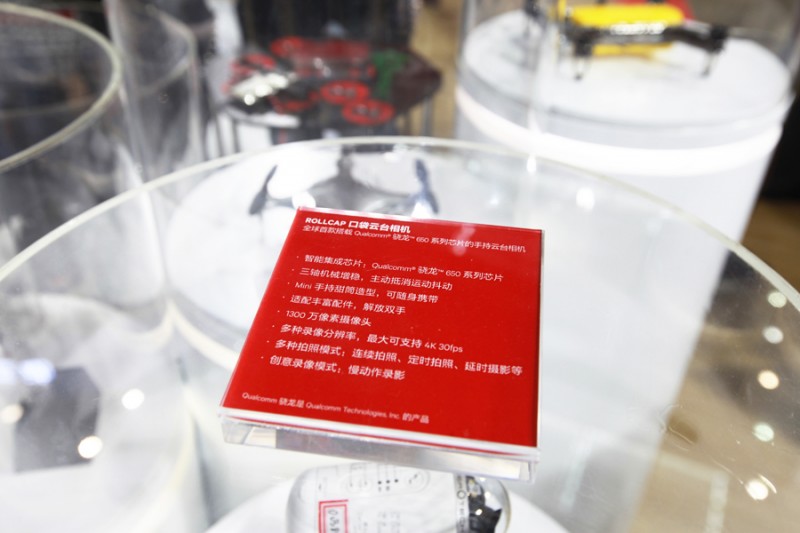 ROLLCAP 口袋云台相机
全球首款搭载 Qualcomm® 骁龙™ 650 系列芯片的手持云台相机
· 智能集成芯片：Qualcomm® 骁龙™ 650 系列芯片
· 三轴机械增稳，主动抵消运动抖动
· Mini 手持甜筒造型，可随身携带
· 适配丰富配件，解放双手
· 1300 万像素摄像头
· 多种录像分辨率，最大可支持 4K 30fps
· 多种拍照模式：连续拍照、定时拍照、延时摄影等
· 创意录像模式：慢动作录影
Qualcomm 骁龙是 Qualcomm Technologies, Inc. 的产品